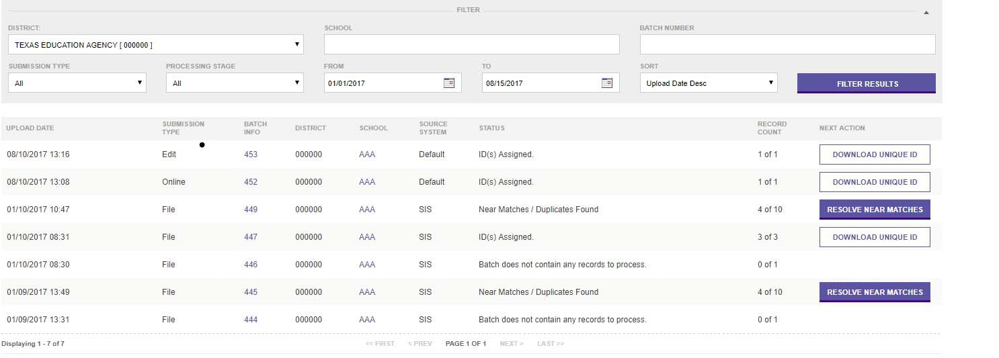 FILTER
DISTRICT: SCHOOL BATCH NUMBER
TEXAS EDUCATION AGENCY [ 000000 ]
SUBMISSION TYPE PROCESSING STAGE FROM TO SORT
All All 01/01/2017 08/15/2017 Upload Date Desc FILTER RESULTS
UPLOAD DATE SUBMISSION TYPE BATCH INFO DISTRICT SCHOOL SOURCE SYSTEM STATUS RECORD COUNT NEXT ACTION
08/10/2017 13:16 Edit 453 000000 AAA Default ID(s) Assigned. 1 of 1 DOWNLOAD UNIQUE ID
08/10/2017 13:08 Online 452 000000 AAA Default ID(s) Assigned. 1 of 1 DOWNLOAD UNIQUE ID
01/10/2017 10:47 File 449 000000 AAA SIS Near Matches / Duplicates Found 4 of 10 RESOLVE NEAR MATCHES
01/10/2017 08:31 File 447 000000 AAA SIS ID(s) Assigned. 3 of 3 DOWNLOAD UNIQUE ID
01/10/2017 08:30 File 446 000000 AAA SIS Batch does not contain any records to process. 0 of 1
01/09/2017 13:49 File 445 000000 AAA SIS Near Matches / Duplicates Found 4 of 10 RESOLVE NEAR MATCHES
01/09/2017 13:31 File 444 000000 AAA SIS Batch does not contain any records to process. 0 of 1
Displaying 1 - 7 of 7 << FIRST < PREV PAGE 1 OF 1 NEXT > LAST >>